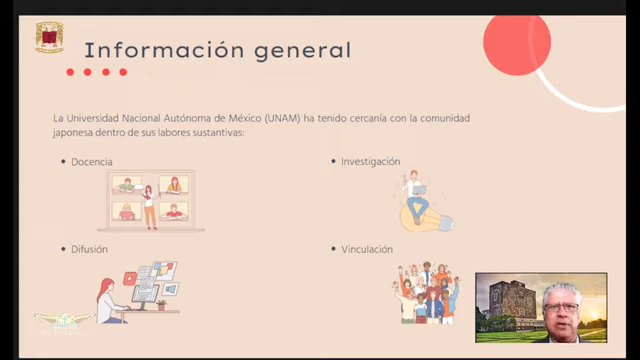 Información general
La Universidad Nacional Autónoma de México (UNAM) ha tenido cercanía con la comunidad
japonesa dentro de sus labores sustantivas:
Docencia
Investigación
Difusión
Vinculación